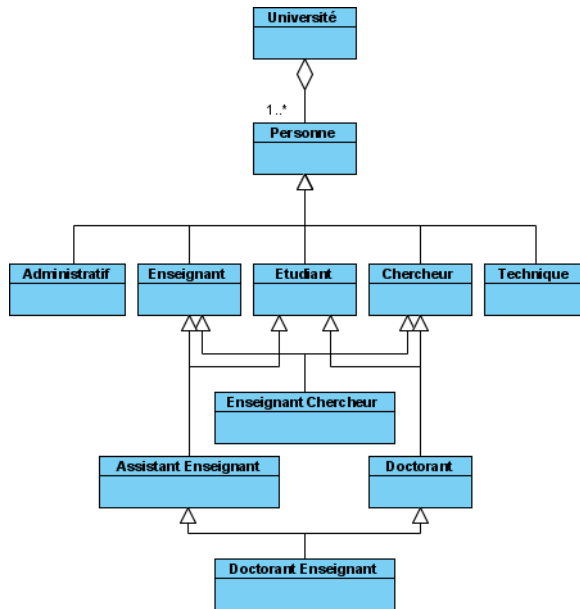 Université
1..*
Personne
Administratif
Enseignant
Etudiant
Chercheur
Technique
Enseignant Chercheur
Assistant Enseignant
Doctorant
Doctorant Enseignant